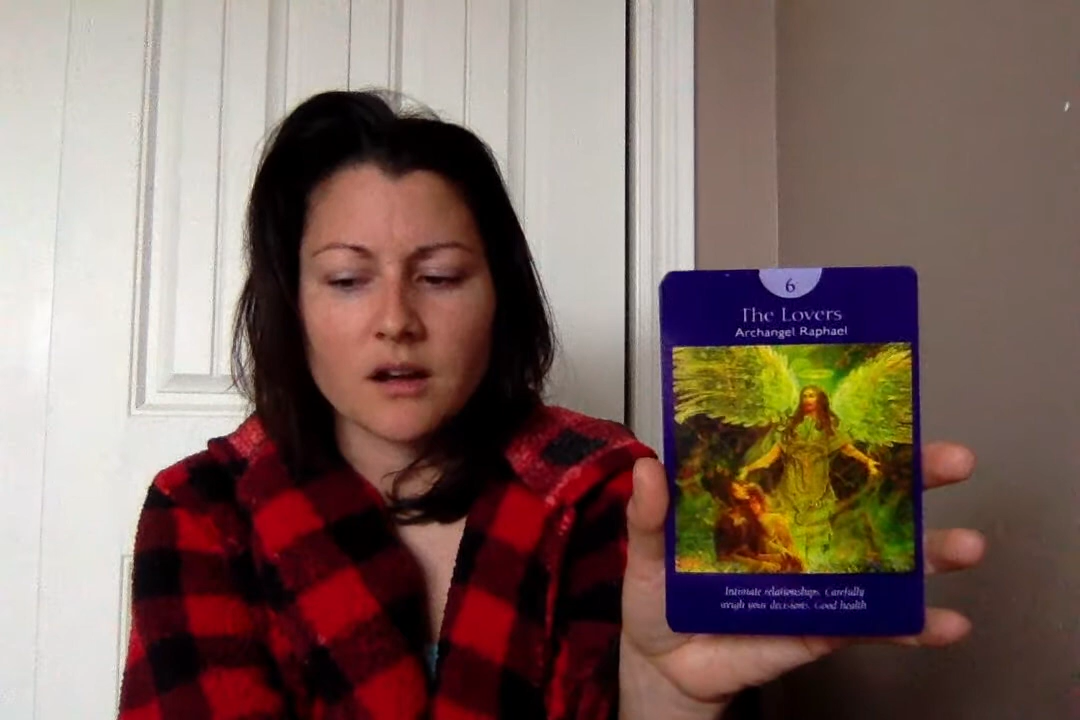 6
The Lovers
Archangel Raphael
Intimate relationships. Carefully
weigh your decisions. Good health